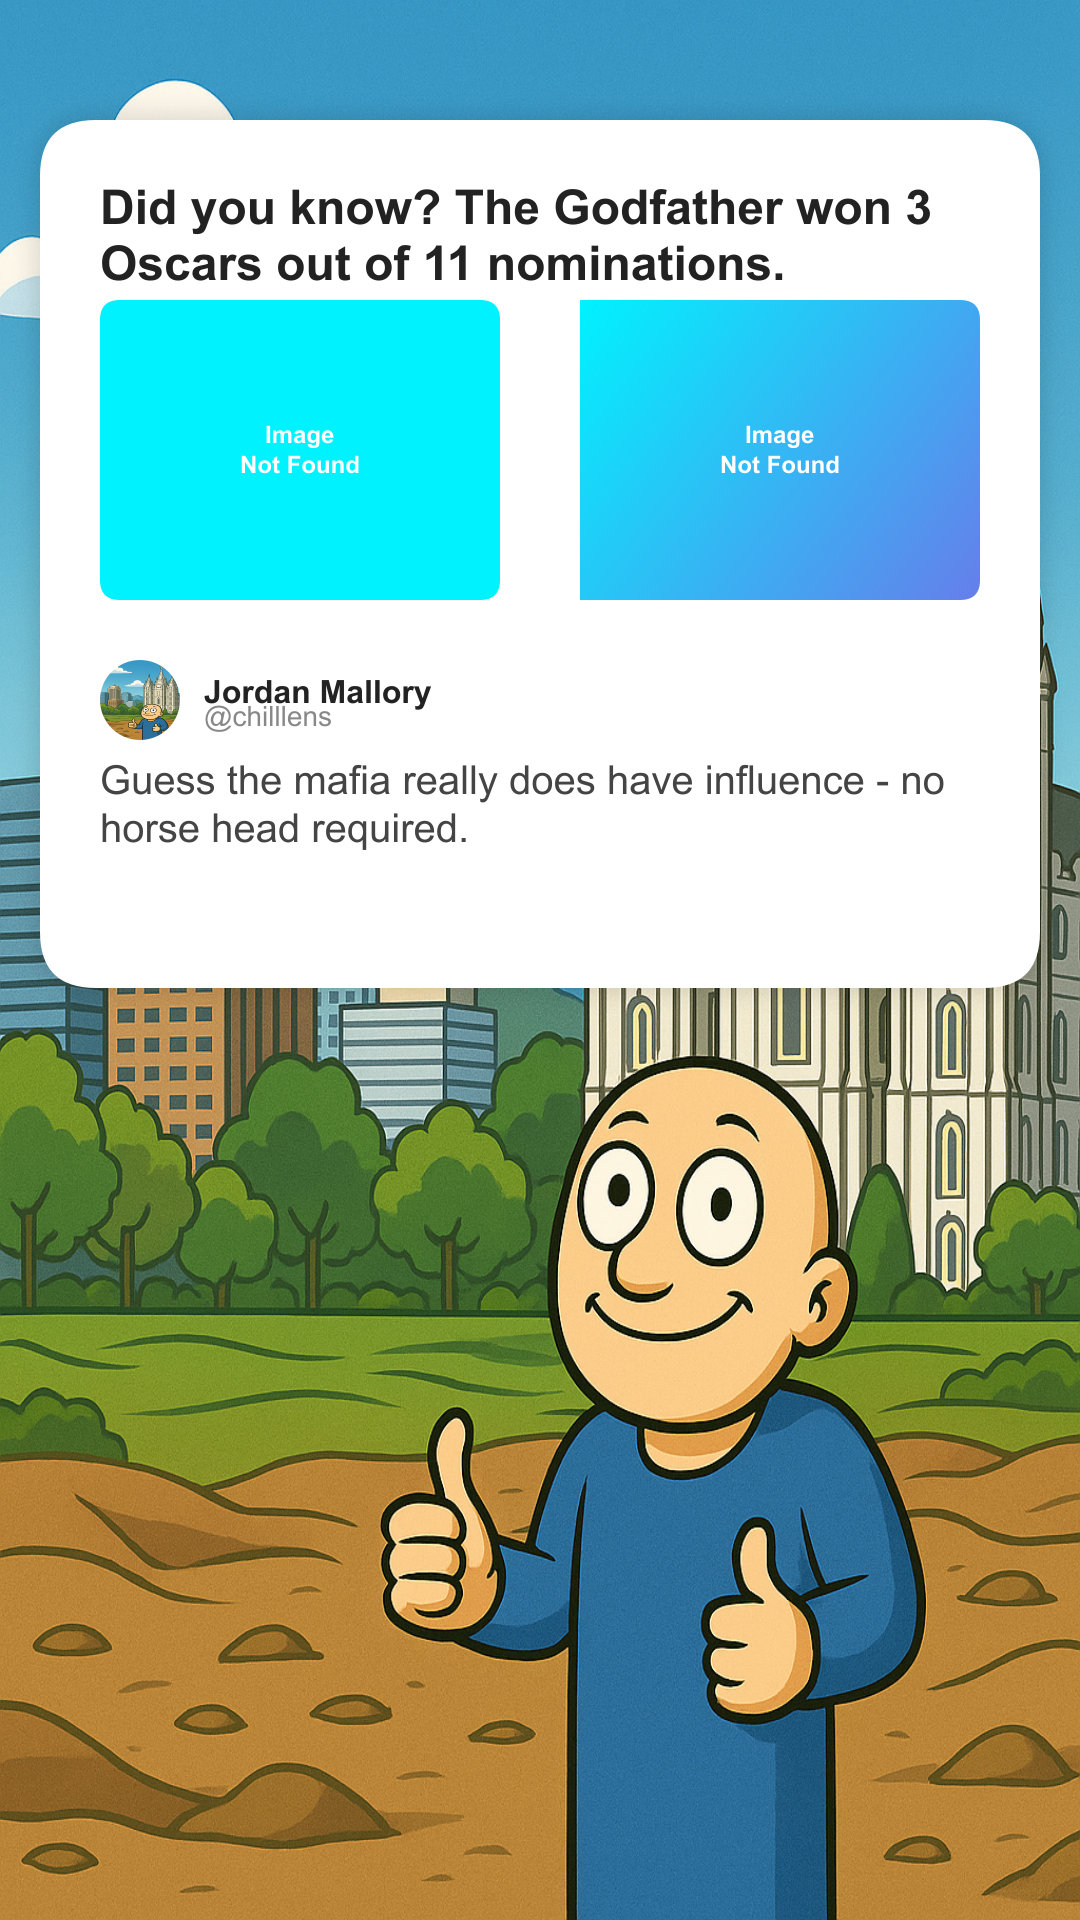 Did you know? The Godfather won 3
Oscars out of 11 nominations.
Image
Not Found
Image
Not Found
Jordan Mallory
@chilllens
Guess the mafia really does have influence - no
horse head required.